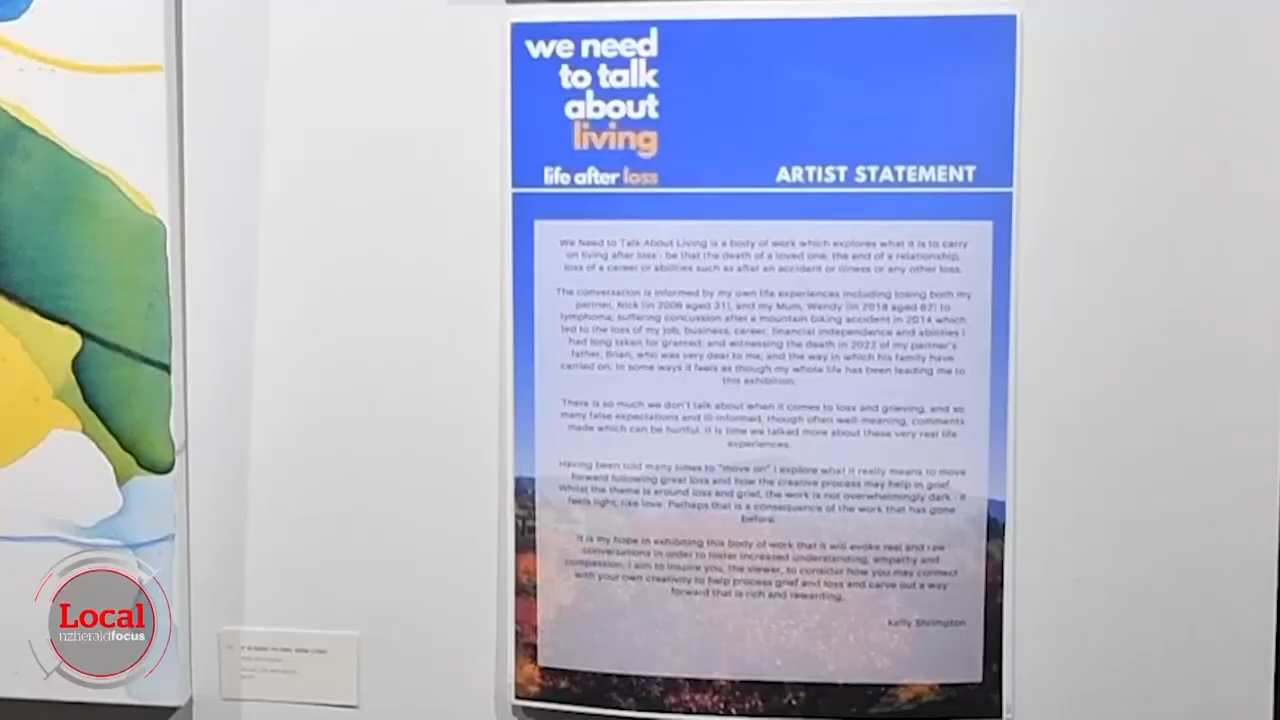 we need
to talk
about
living
life after loss
ARTIST STATEMENT
We Need to Talk About Living is a body of work which explores what it is to carry
on living after loss - be that the death of a loved one, the end of a relationship,
loss of a career or abilities such as after an accident or illness or any other loss.
The conversation is informed by my own life experiences including losing both my
partner, Nick (in 2006 aged 31), and my Mum, Wendy (in 2018 aged 62) to
lymphoma; suffering concussion after a mountain biking accident in 2014 which
led to the loss of my job, business, career, financial independence and abilities I
had long taken for granted; and witnessing the death in 2022 of my partner's
father, Brian, who was very dear to me, and the way in which his family have
carried on. In some ways it feels as though my whole life has been leading me to
this exhibition.
There is so much we don't talk about when it comes to loss and grieving, and so
many false expectations and ill-informed, though often well-meaning, comments
made which can be hurtful. It is time we talked more about these very real life
experiences.
Having been told many times to "move on" I explore what it really means to move
forward following great loss and how the creative process may help in grief.
Whilst the theme is around loss and grief, the work is not overwhelmingly dark - it
feels light, like love. Perhaps that is a consequence of the work that has gone
before.
It is my hope in exhibiting this body of work that it will evoke real and raw
conversations in order to foster increased understanding, empathy and
compassion. I aim to inspire you, the viewer, to consider how you may connect
with your own creativity to help process grief and loss and carve out a way
forward that is rich and rewarding.
Kelly Shrimpton
Local
nzheraldfocus